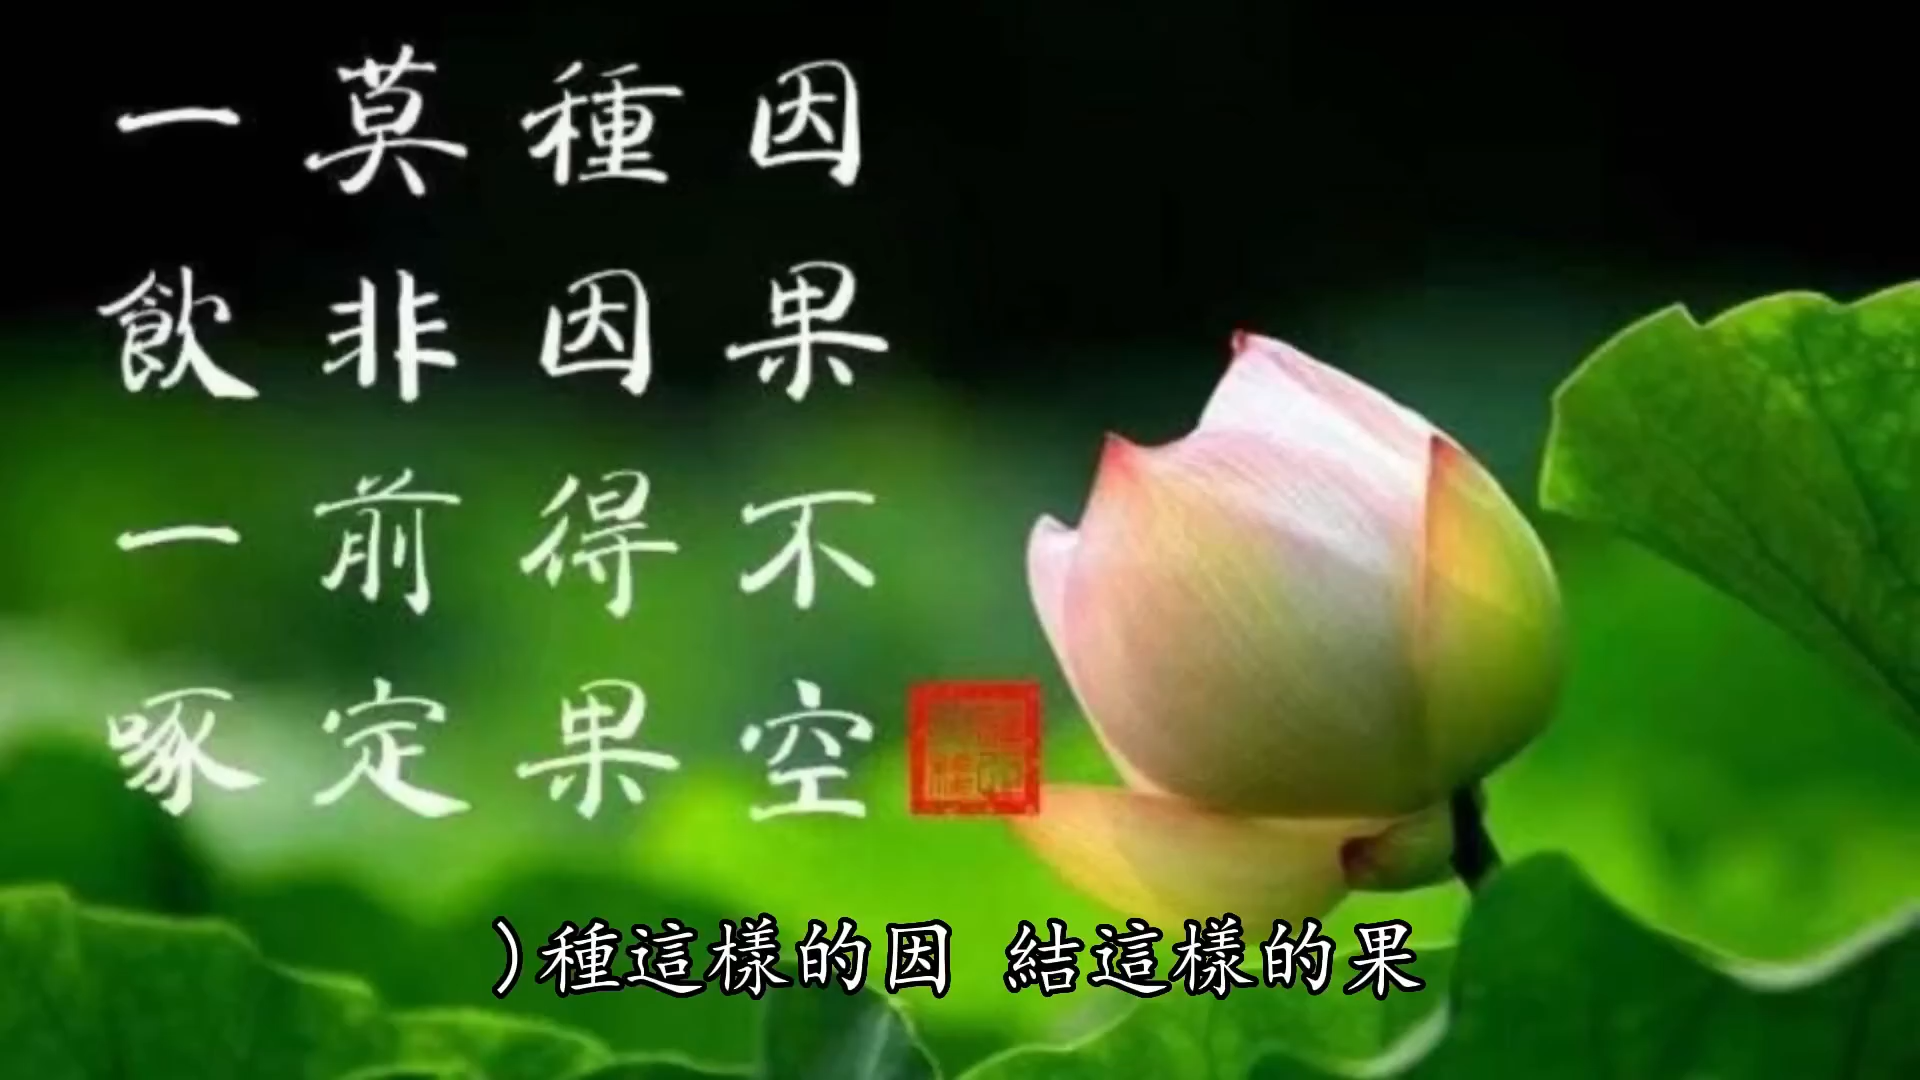 一飲一啄
莫非前定
種因得果
因果不空
)種這樣的因 結這樣的果